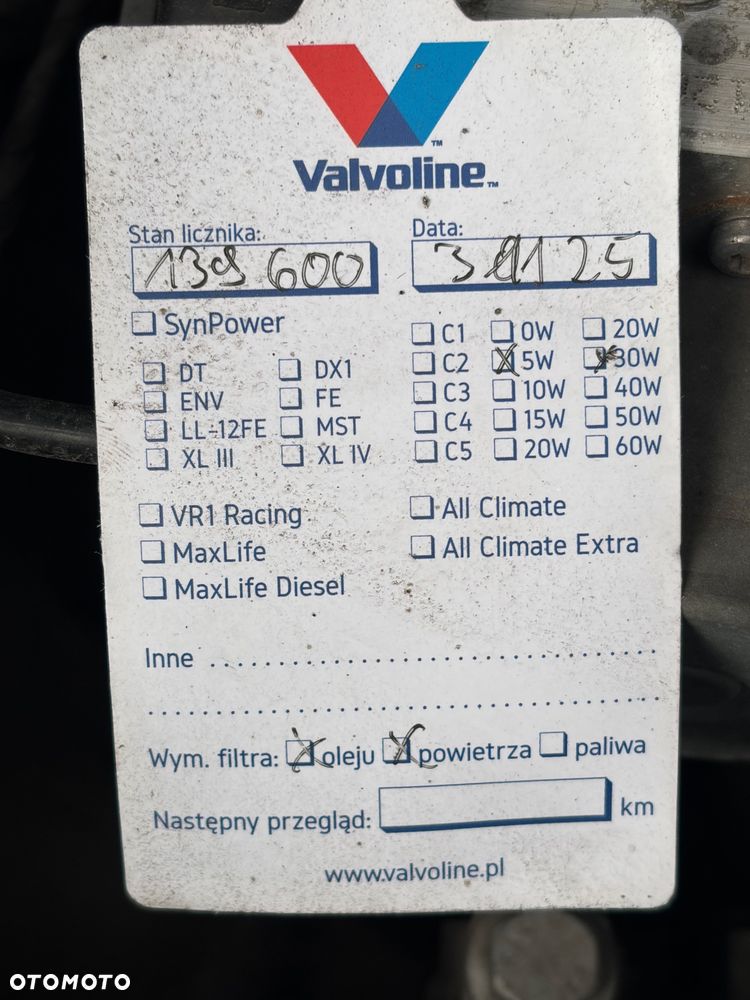 Valvoline™
Stan licznika: Data:
139 600 25
SynPower
C1 0W 20W
C2 5W 30W
DT DX1
C3 10W 40W
ENV FE
C4 15W 50W
LL-12FE MST
C5 20W 60W
XL III XL IV
VR1 Racing All Climate
MaxLife All Climate Extra
MaxLife Diesel
Inne
Wym. filtra: oleju powietrza paliwa
Następny przegląd: km
www.valvoline.pl
OTOMOTO